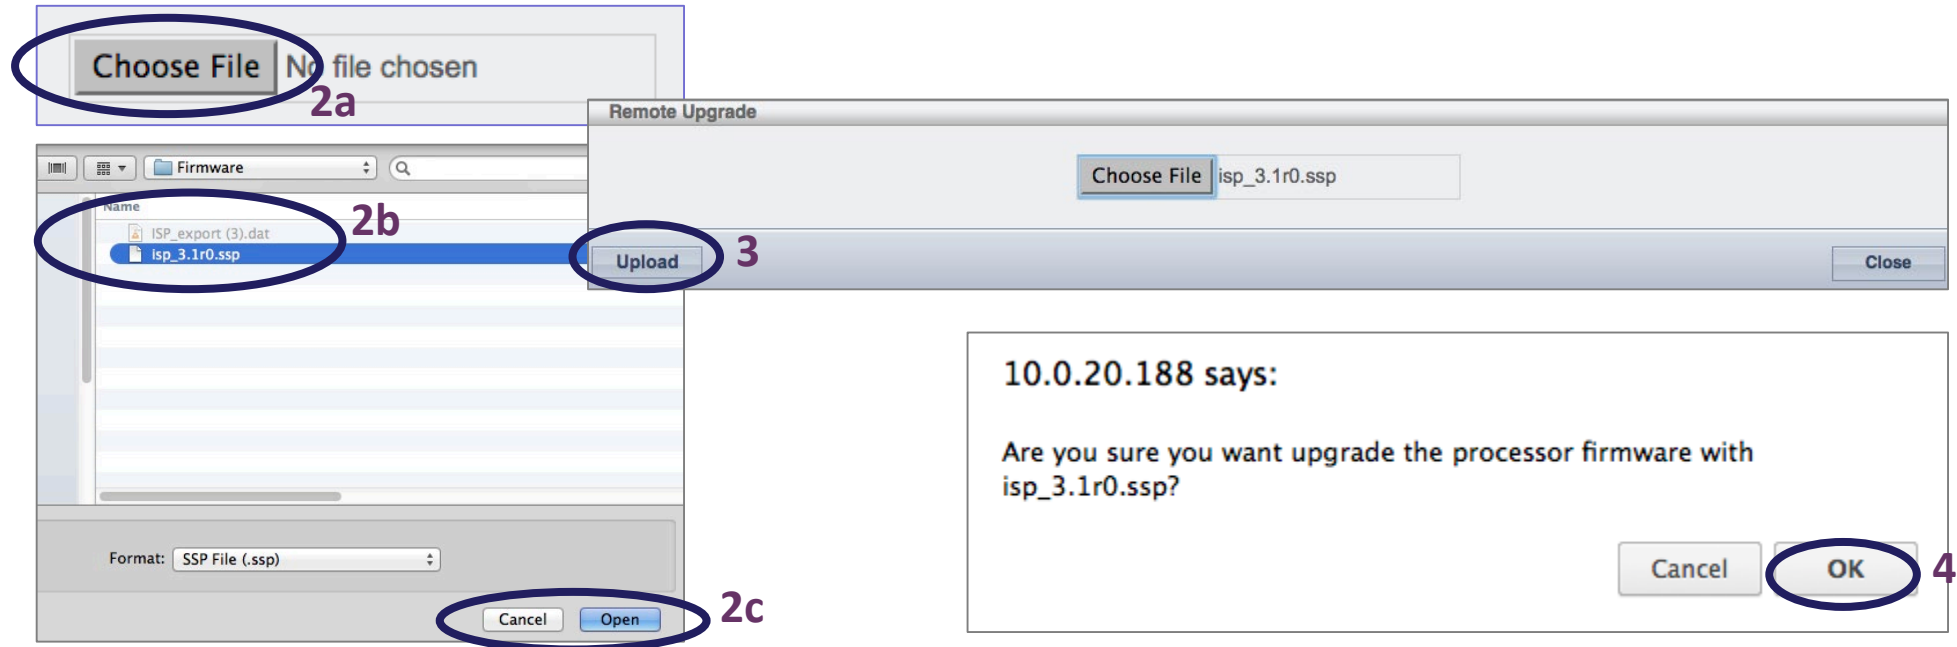 Choose File No file chosen
2a
Firmware
Name
ISP_export (3).dat
isp_3.1r0.ssp
2b
Format: SSP File (.ssp)
Cancel Open
2c
Remote Upgrade
Choose File isp_3.1r0.ssp
Upload
3
Close
10.0.20.188 says:
Are you sure you want upgrade the processor firmware with
isp_3.1r0.ssp?
Cancel OK
4